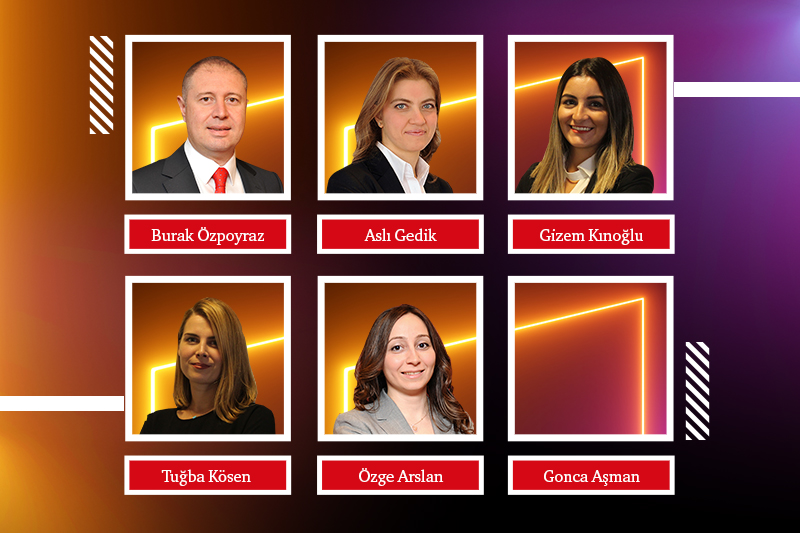 Burak Özpoyraz
Aslı Gedik
Gizem Kınoğlu
Tuğba Kösen
Özge Arslan
Gonca Aşman